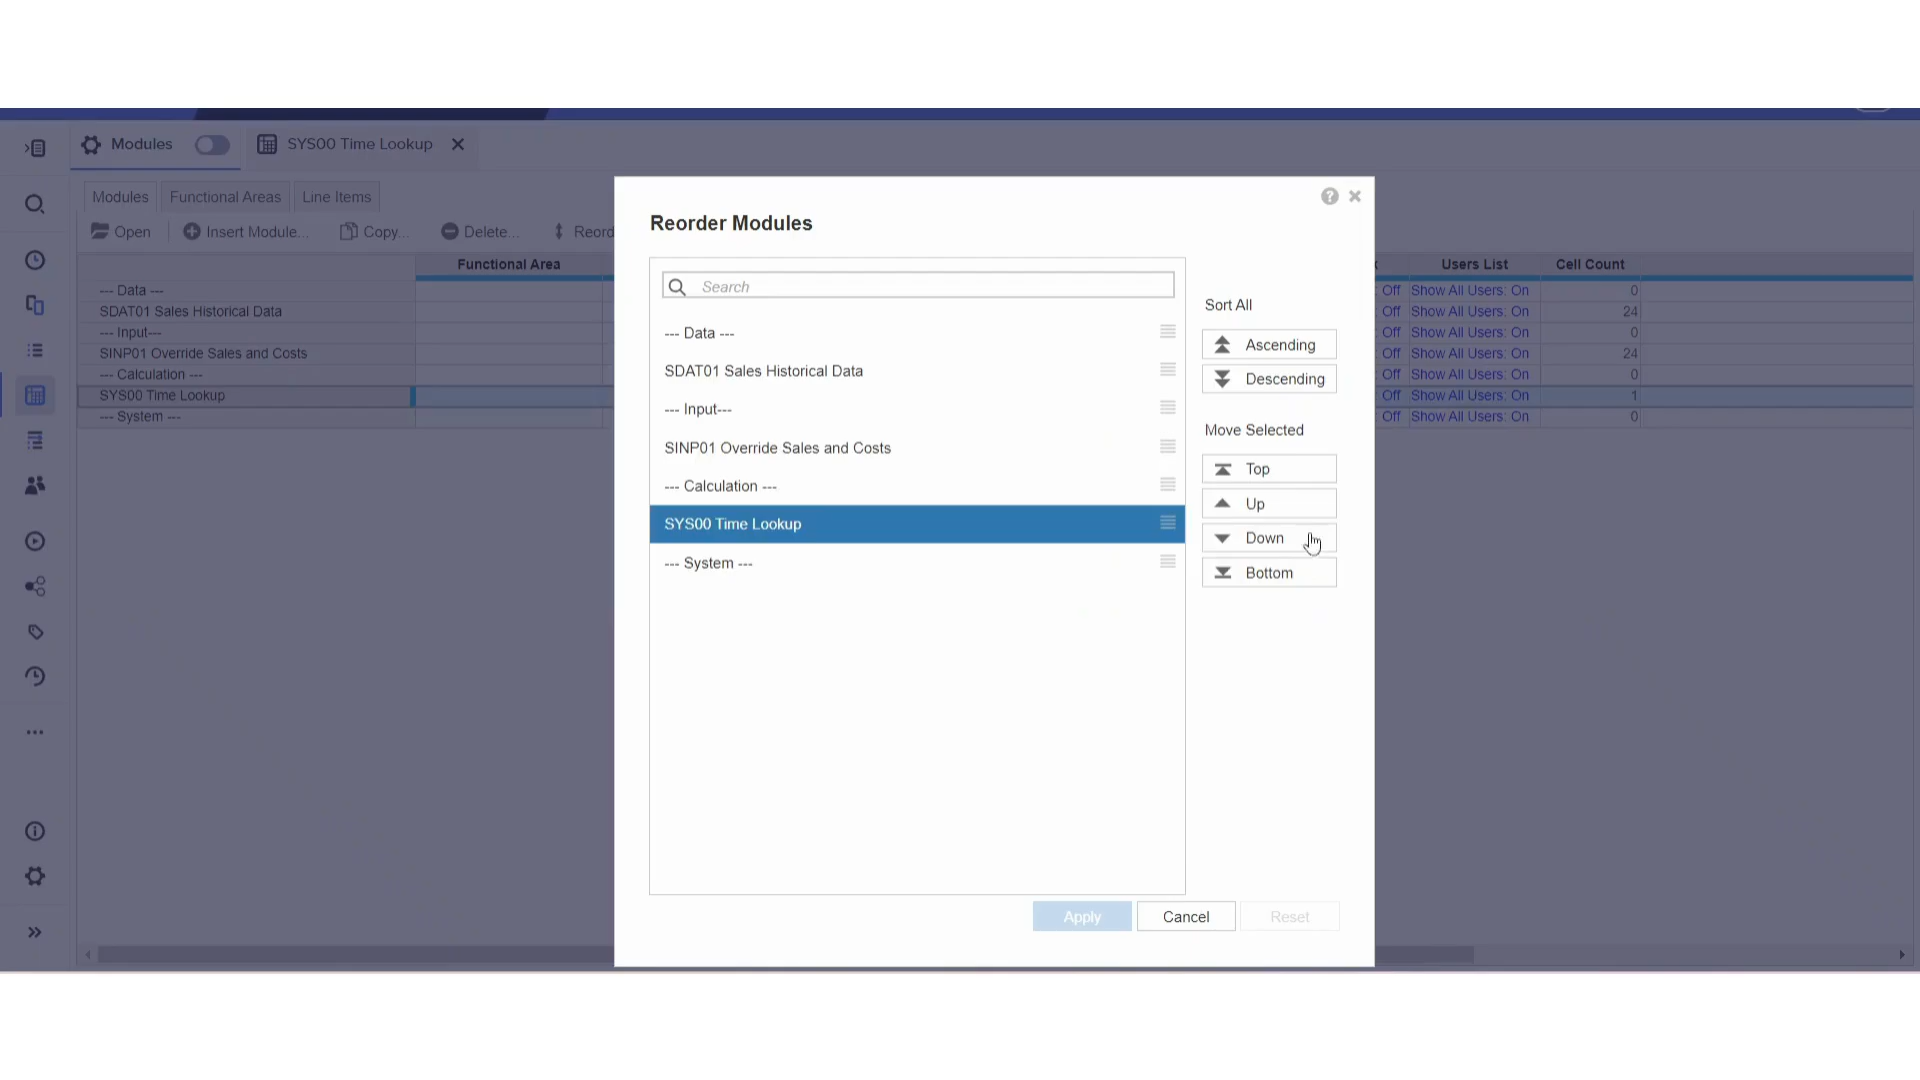 Modules
SYS00 Time Lookup
Modules Functional Areas Line Items
Open Insert Module... Copy... Delete... Reord
Functional Area Users List Cell Count
--- Data --- Off Show All Users: On 0
SDAT01 Sales Historical Data Off Show All Users: On 24
--- Input--- Off Show All Users: On 0
SINP01 Override Sales and Costs Off Show All Users: On 24
--- Calculation --- Off Show All Users: On 0
SYS00 Time Lookup Off Show All Users: On 1
--- System --- Off Show All Users: On 0
Reorder Modules
Search
--- Data ---
SDAT01 Sales Historical Data
--- Input---
SINP01 Override Sales and Costs
--- Calculation ---
SYS00 Time Lookup
--- System ---
Sort All
Ascending
Descending
Move Selected
Top
Up
Down
Bottom
Apply Cancel Reset